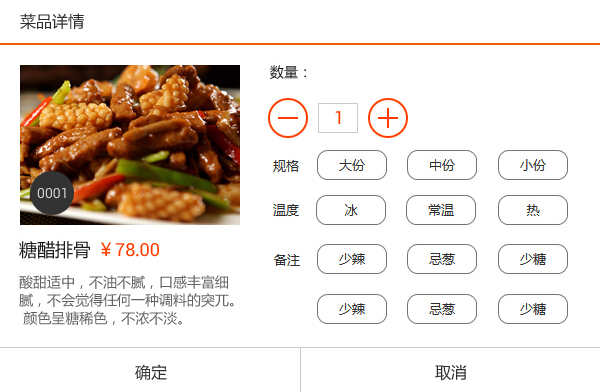 菜品详情
数量：
1
规格 大份 中份 小份
温度 冰 常温 热
备注 少辣 忌葱 少糖
少辣 忌葱 少糖
0001
糖醋排骨 ￥78.00
酸甜适中，不油不腻，口感丰富细
腻，不会觉得任何一种调料的突兀。
颜色呈糖稀色，不浓不淡。
确定 取消